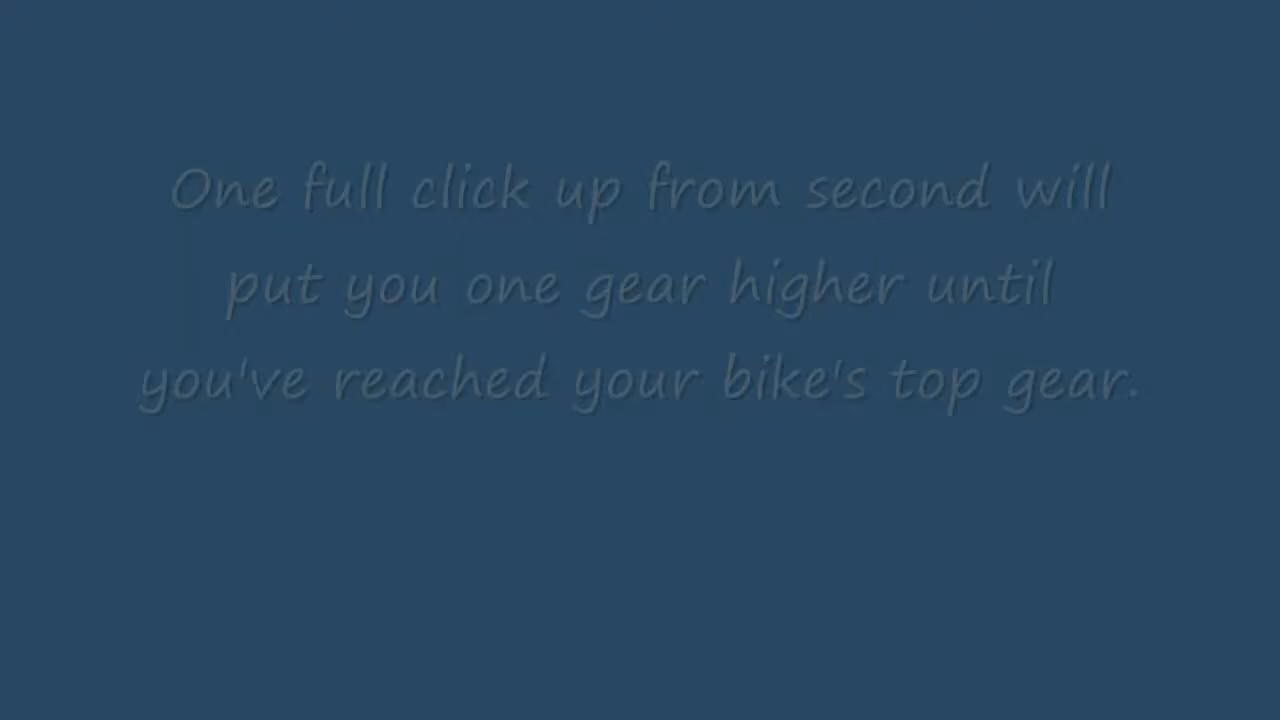 One full click up from second will
put you one gear higher until
you've reached your bike's top gear.